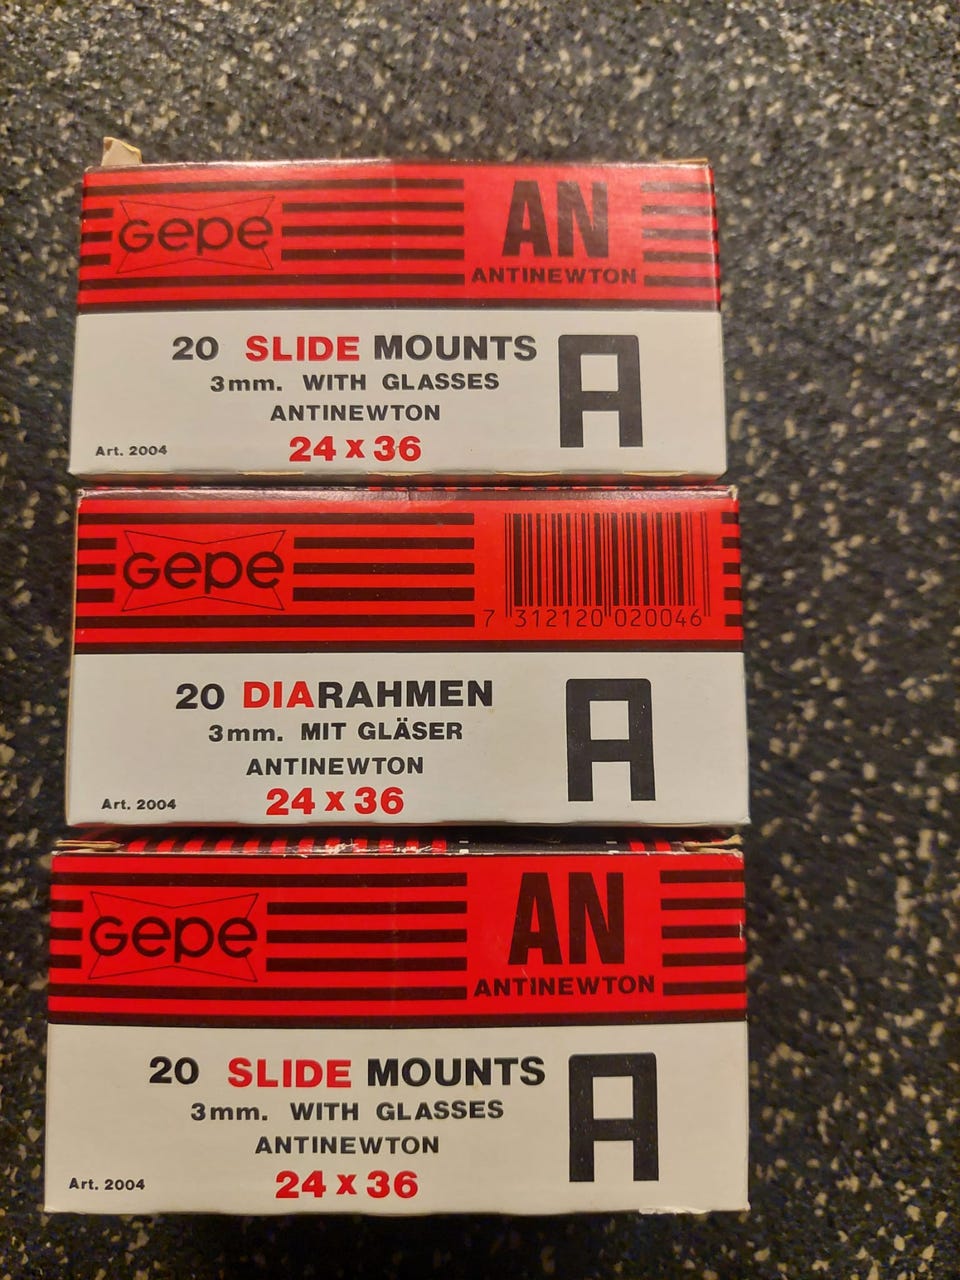 Gepe
AN
ANTINEWTON
20 SLIDE MOUNTS
3mm. WITH GLASSES
ANTINEWTON
24 x 36
Art. 2004
A
Gepe
7 312120 020046
20 DIARAHMEN
3mm. MIT GLÄSER
ANTINEWTON
24 x 36
Art. 2004
A
Gepe
AN
ANTINEWTON
20 SLIDE MOUNTS
3mm. WITH GLASSES
ANTINEWTON
24 x 36
Art. 2004
A